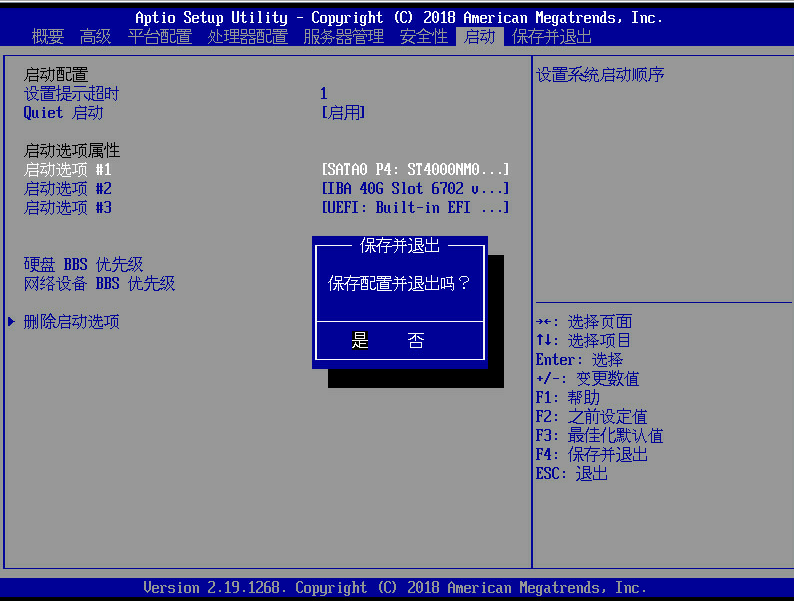 Aptio Setup Utility - Copyright (C) 2018 American Megatrends, Inc.
概要 高级 平台配置 处理器配置 服务器管理 安全性 启动 保存并退出
启动配置
设置提示超时 1
Quiet 启动 [启用]
启动选项属性
启动选项 #1 [SATA0 P4: ST4000NM0...]
启动选项 #2 [IBA 40G Slot 6702 v...]
启动选项 #3 [UEFI: Built-in EFI ...]
硬盘 BBS 优先级
网络设备 BBS 优先级
删除启动选项
保存并退出
保存配置并退出吗？
是 否
设置系统启动顺序
→←: 选择页面
↑↓: 选择项目
Enter: 选择
+/-: 变更数值
F1: 帮助
F2: 之前设定值
F3: 最佳化默认值
F4: 保存并退出
ESC: 退出
Version 2.19.1268. Copyright (C) 2018 American Megatrends, Inc.